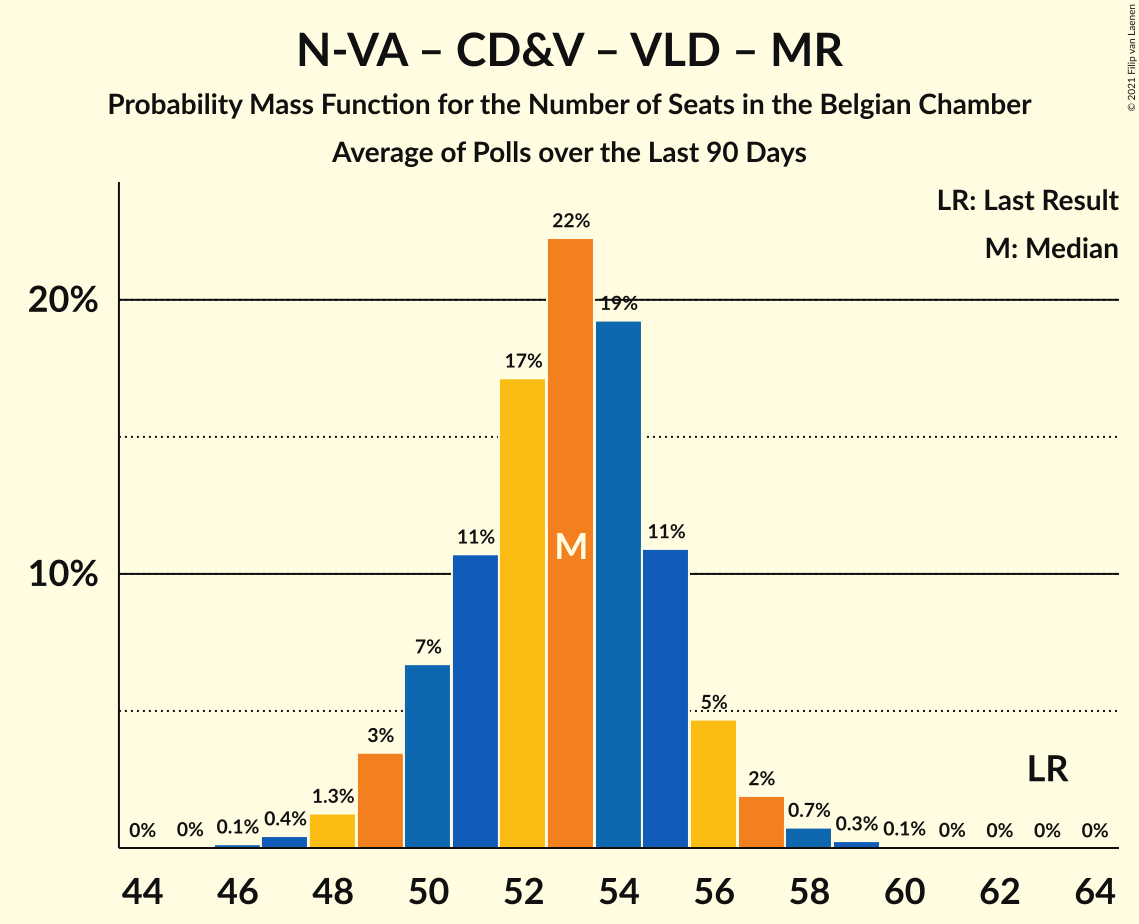 N-VA – CD&V – VLD – MR
Probability Mass Function for the Number of Seats in the Belgian Chamber
Average of Polls over the Last 90 Days
© 2021 Filip van Laenen
LR: Last Result
M: Median
20%
10%
0% 0% 0.1% 0.4% 1.3% 3% 7% 11% 17% 22% 19% 11% 5% 2% 0.7% 0.3% 0.1% 0% 0% 0% 0%
M
LR
44 46 48 50 52 54 56 58 60 62 64